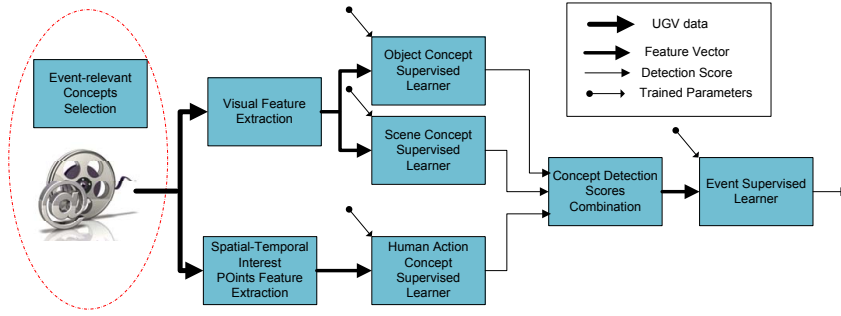 Event-relevant
Concepts
Selection
Visual Feature
Extraction
Spatial-Temporal
Interest
POints Feature
Extraction
Object Concept
Supervised
Learner
Scene Concept
Supervised
Learner
Human Action
Concept
Supervised
Learner
Concept Detection
Scores
Combination
Event Supervised
Learner
UGV data
Feature Vector
Detection Score
Trained Parameters